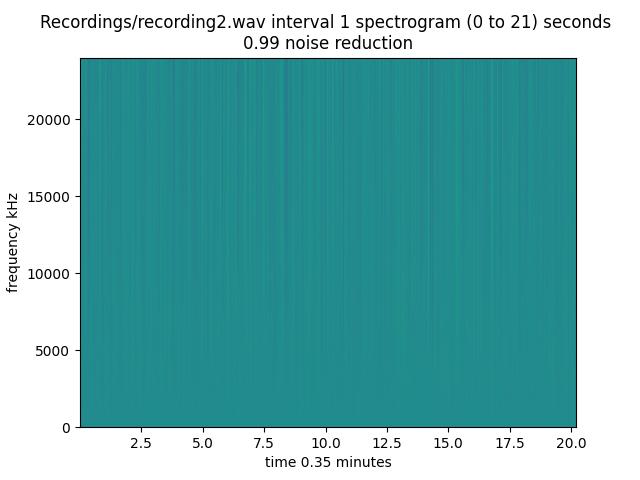 Recordings/recording2.wav interval 1 spectrogram (0 to 21) seconds
0.99 noise reduction
frequency kHz
20000
15000
10000
5000
0
2.5 5.0 7.5 10.0 12.5 15.0 17.5 20.0
time 0.35 minutes